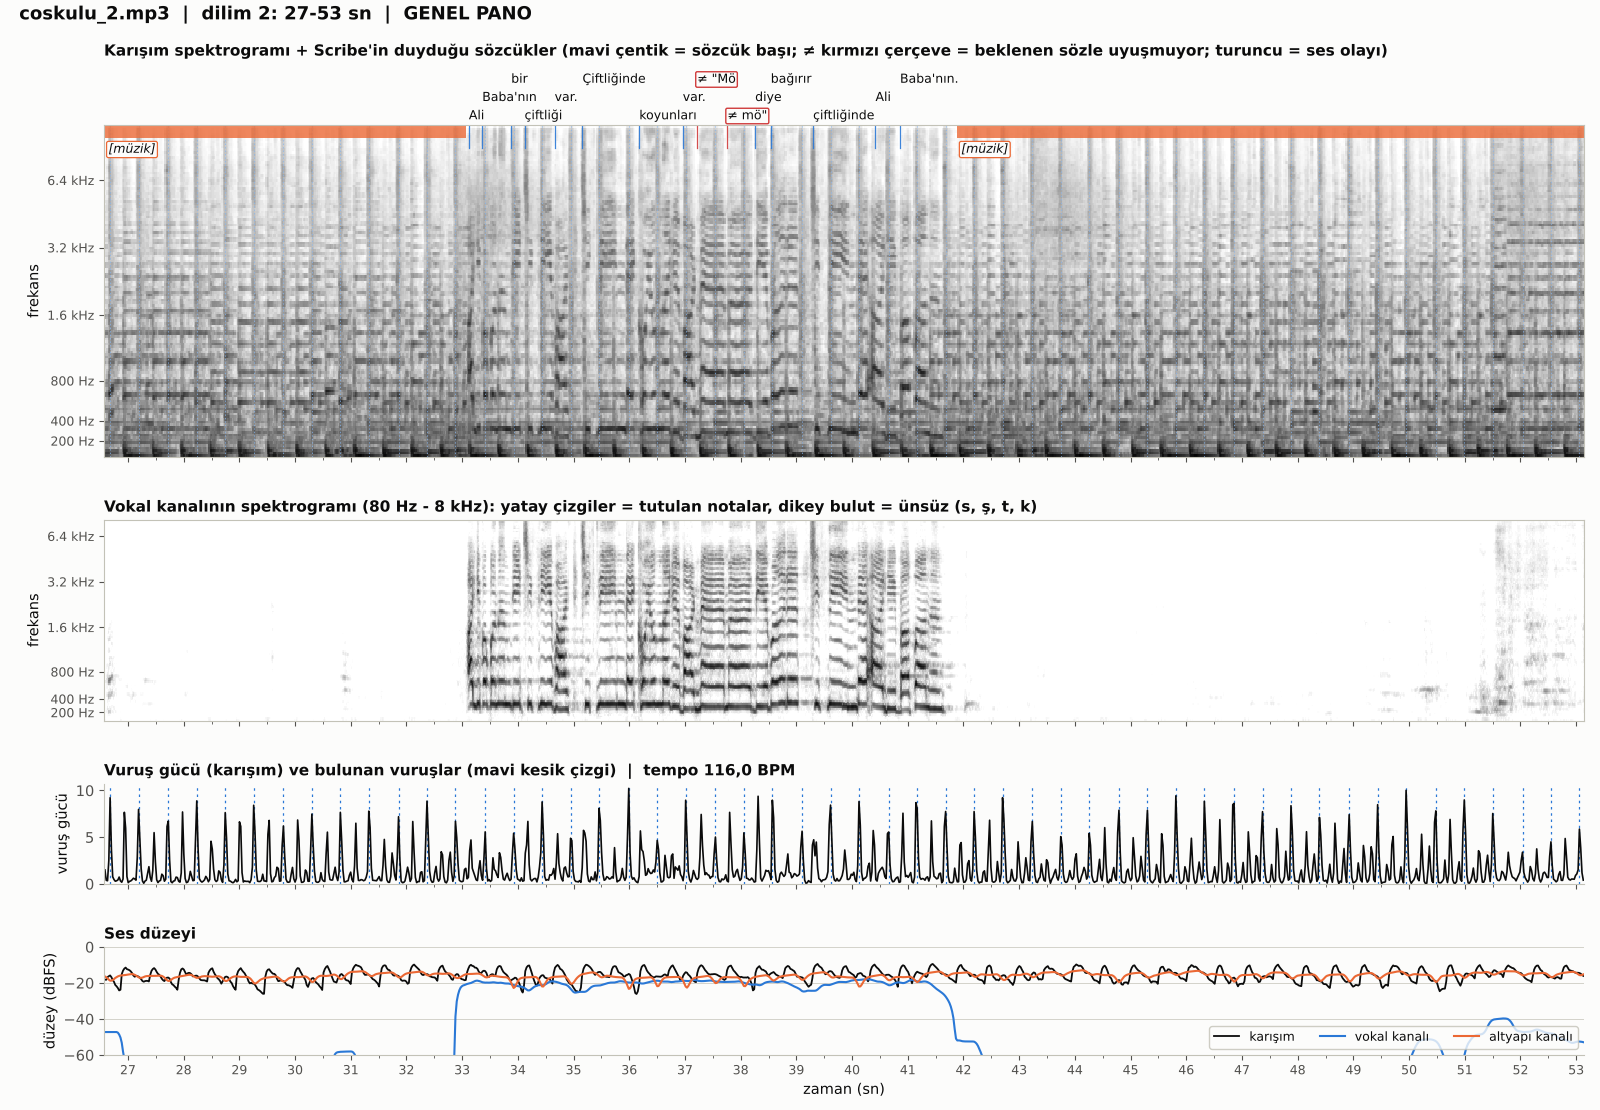 coskulu_2.mp3 | dilim 2: 27-53 sn | GENEL PANO
Karışım spektrogramı + Scribe'in duyduğu sözcükler (mavi çentik = sözcük başı; ≠ kırmızı çerçeve = beklenen sözle uyuşmuyor; turuncu = ses olayı)
bir Çiftliğinde ≠ "Mö bağırır Baba'nın.
Baba'nın var. var. diye Ali
Ali çiftliği koyunları ≠ mö" çiftliğinde
[müzik] [müzik]
6.4 kHz
3.2 kHz
1.6 kHz
800 Hz
400 Hz
200 Hz
frekans
Vokal kanalının spektrogramı (80 Hz - 8 kHz): yatay çizgiler = tutulan notalar, dikey bulut = ünsüz (s, ş, t, k)
6.4 kHz
3.2 kHz
1.6 kHz
800 Hz
400 Hz
200 Hz
frekans
Vuruş gücü (karışım) ve bulunan vuruşlar (mavi kesik çizgi) | tempo 116,0 BPM
10
5
0
vuruş gücü
Ses düzeyi
0
−20
−40
−60
düzey (dBFS)
karışım vokal kanalı altyapı kanalı
27 28 29 30 31 32 33 34 35 36 37 38 39 40 41 42 43 44 45 46 47 48 49 50 51 52 53
zaman (sn)